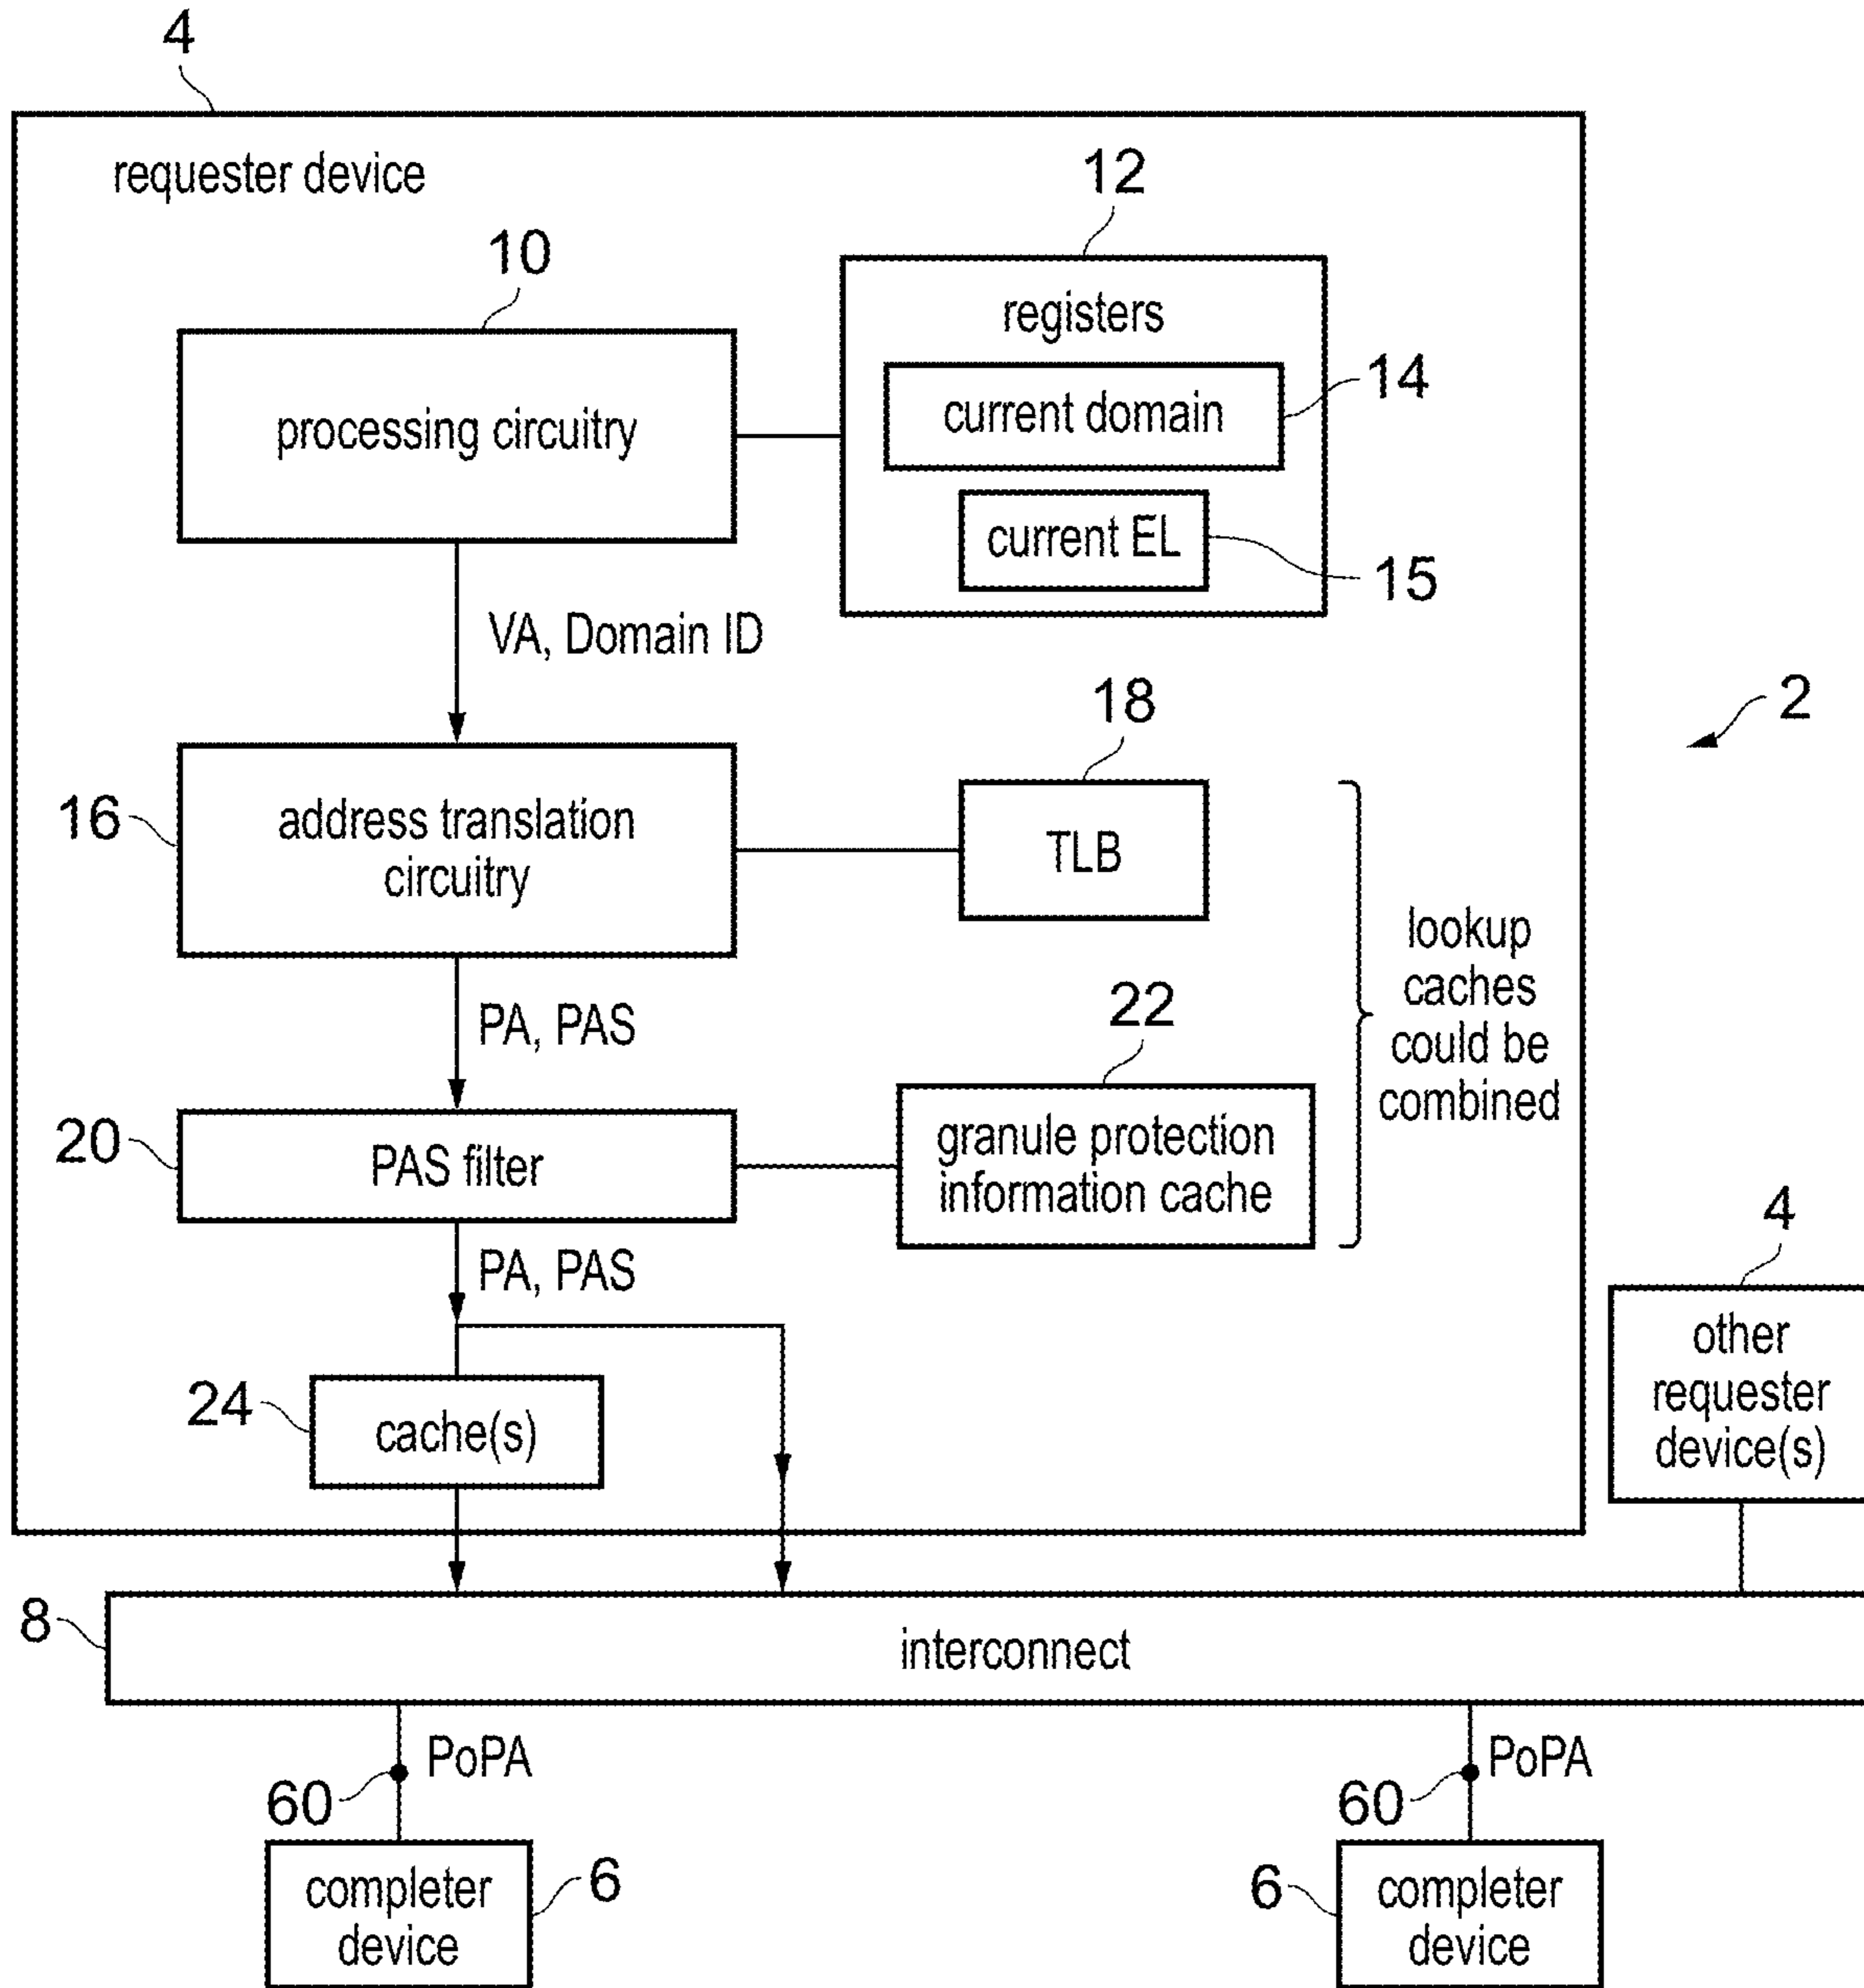 4
requester device
12
10
registers
current domain
14
processing circuitry
current EL
15
VA, Domain ID
18
2
16
address translation
circuitry
TLB
lookup
caches
could be
combined
PA, PAS
22
20
PAS filter
granule protection
information cache
4
PA, PAS
other
requester
device(s)
24
cache(s)
8
interconnect
PoPA
60
PoPA
60
completer
device
6
6
completer
device